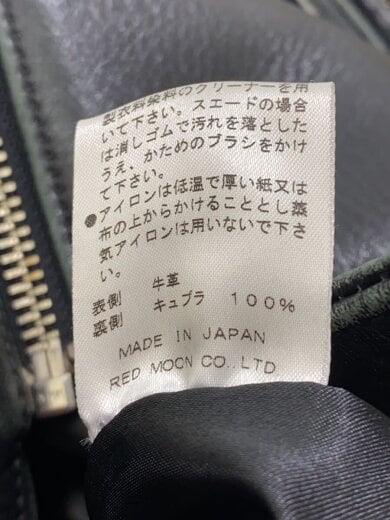 製衣料染料のクリーナーを用
いて下さい。スエードの場合
は消しゴムで汚れを落とした
うえ、かためのブラシをかけ
て下さい。
●アイロンは低温で厚い紙又は
布の上からかけることとし蒸
気アイロンは用いないで下さ
い。
表側 牛革
裏側 キュプラ 100%
MADE IN JAPAN
RED MOON CO.,LTD